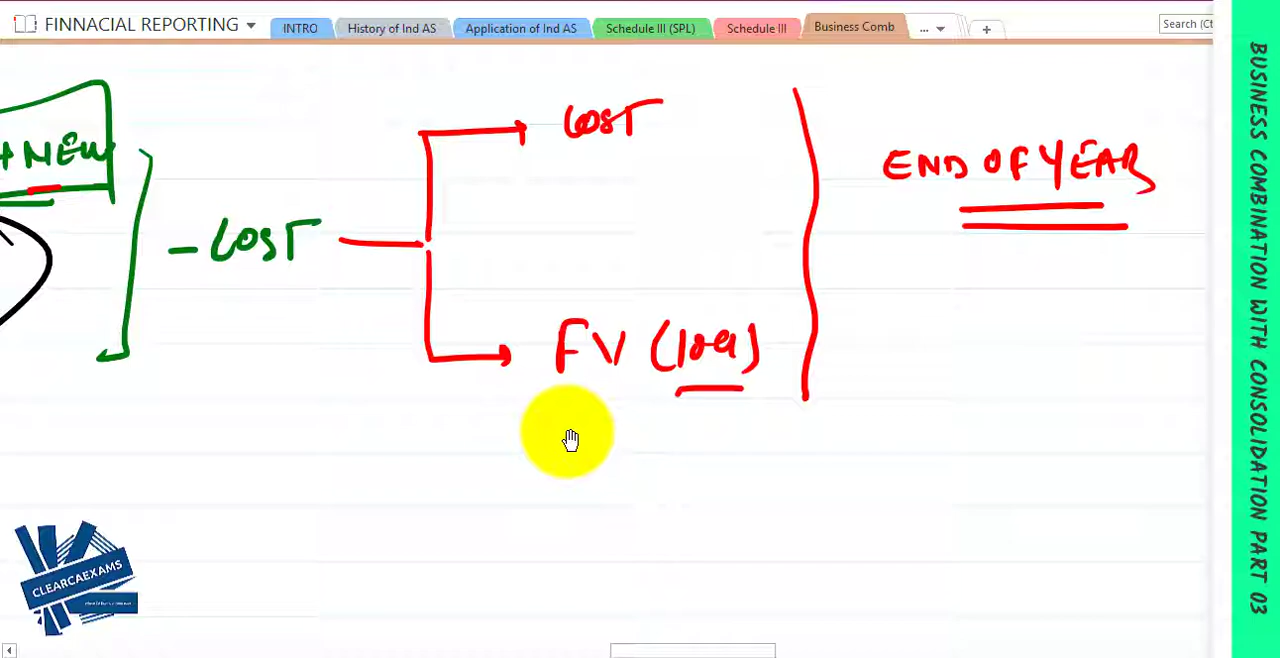 FINNACIAL REPORTING
INTRO
History of Ind AS
Application of Ind AS
Schedule III (SPL)
Schedule III
Business Comb
...
+
Search (Ct
+ NEW
- COST
COST
FV (109)
END OF YEAR
CLEARCAEXAMS
BUSINESS COMBINATION WITH CONSOLIDATION PART 03